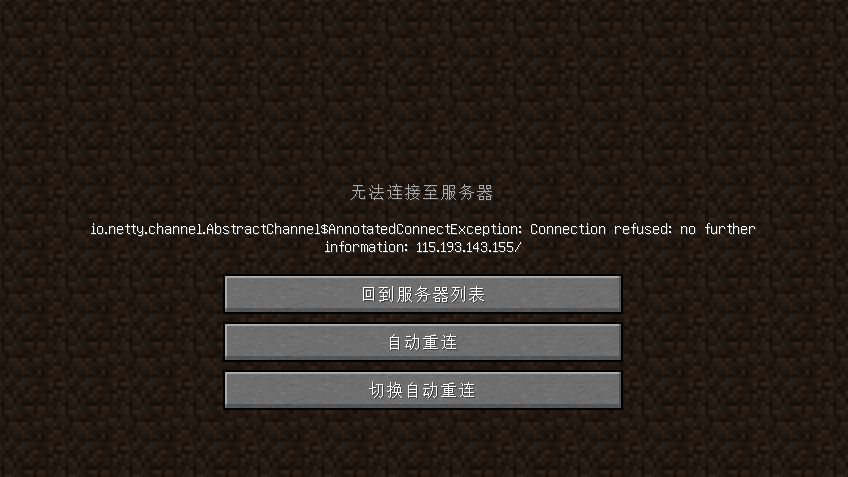 无法连接至服务器
io.netty.channel.AbstractChannel$AnnotatedConnectException: Connection refused: no further
information: 115.193.143.155/
回到服务器列表
自动重连
切换自动重连